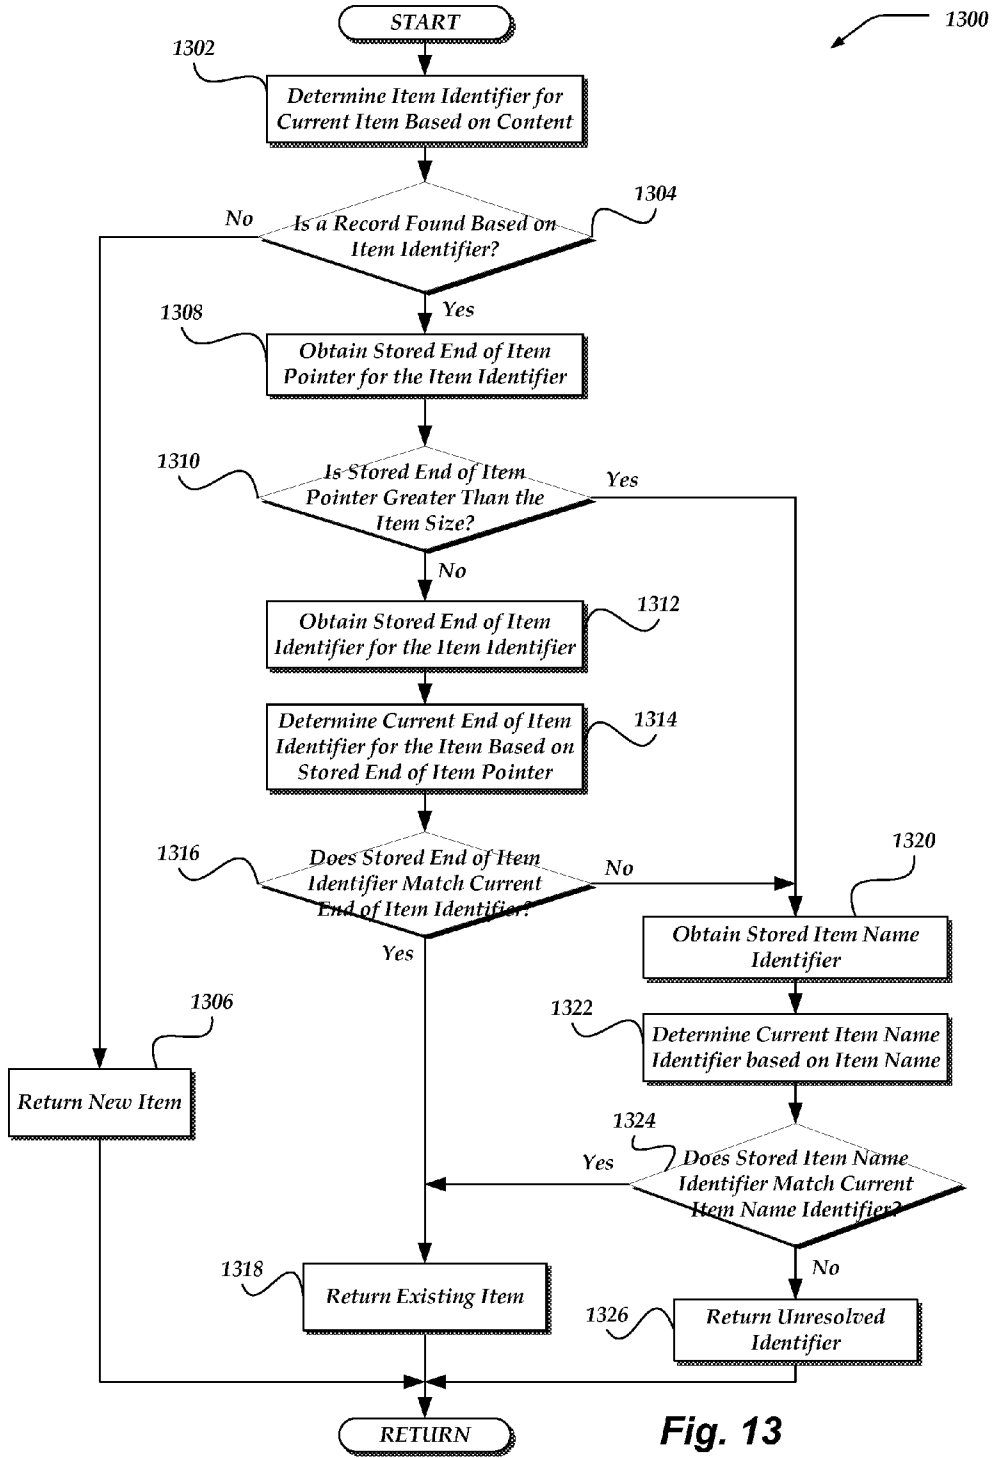 START
1300
1302
Determine Item Identifier for
Current Item Based on Content
1304
No
Is a Record Found Based on
Item Identifier?
Yes
1308
Obtain Stored End of Item
Pointer for the Item Identifier
1310
Is Stored End of Item
Pointer Greater Than the
Item Size?
Yes
No
1312
Obtain Stored End of Item
Identifier for the Item Identifier
1314
Determine Current End of Item
Identifier for the Item Based on
Stored End of Item Pointer
1316
Does Stored End of Item
Identifier Match Current
End of Item Identifier?
No
Yes
1320
Obtain Stored Item Name
Identifier
1322
Determine Current Item Name
Identifier based on Item Name
1306
Return New Item
1324
Does Stored Item Name
Identifier Match Current
Item Name Identifier?
Yes
No
1318
Return Existing Item
1326
Return Unresolved
Identifier
RETURN
Fig. 13